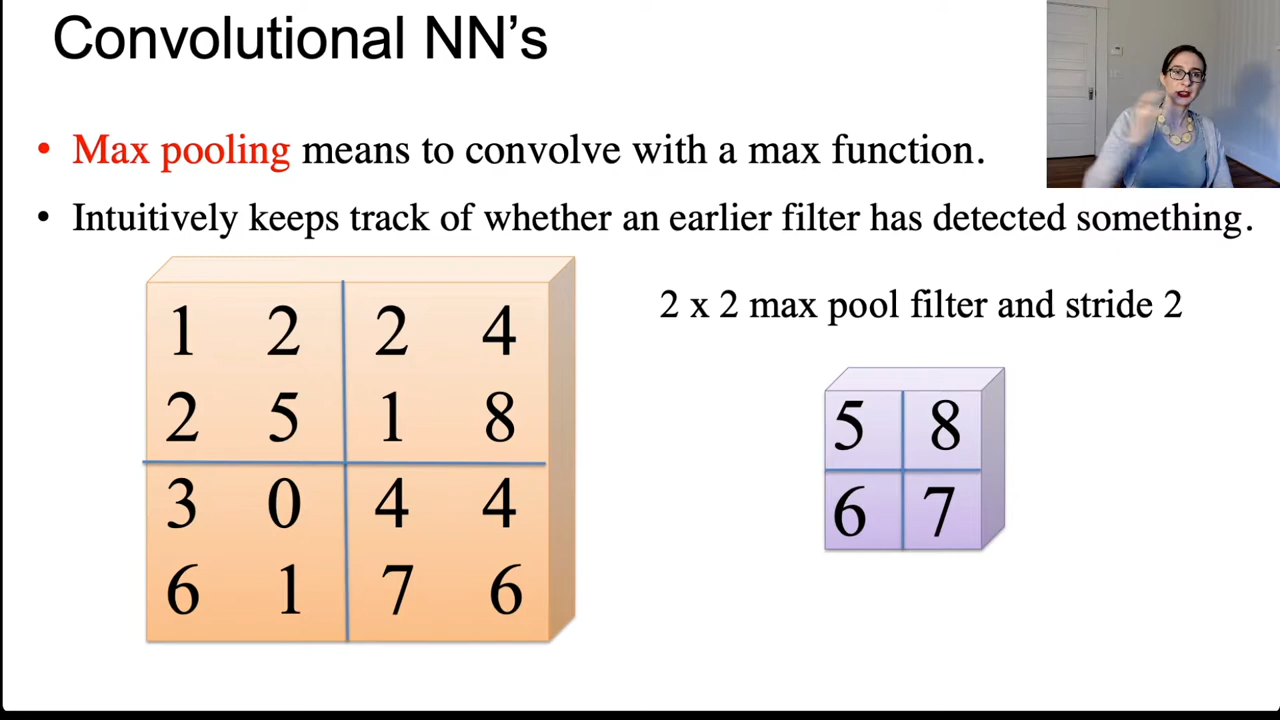 Convolutional NN’s
• Max pooling means to convolve with a max function.
• Intuitively keeps track of whether an earlier filter has detected something.
2 x 2 max pool filter and stride 2
1 2 2 4
2 5 1 8
3 0 4 4
6 1 7 6
5 8
6 7